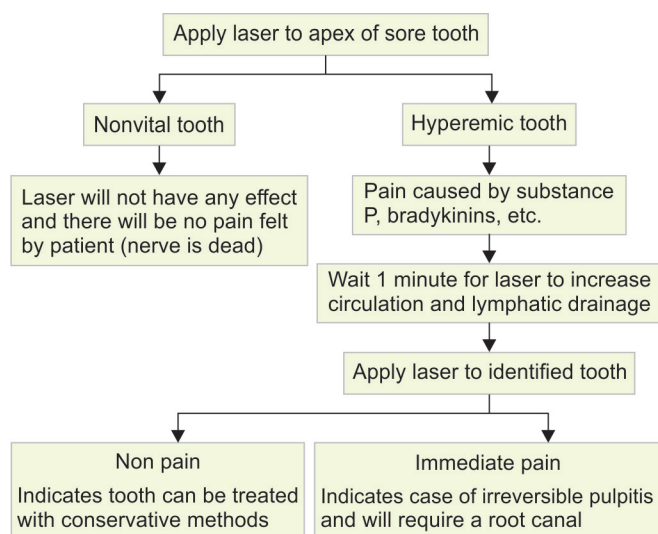 Apply laser to apex of sore tooth
Nonvital tooth
Hyperemic tooth
Laser will not have any effect
and there will be no pain felt
by patient (nerve is dead)
Pain caused by substance
P, bradykinins, etc.
Wait 1 minute for laser to increase
circulation and lymphatic drainage
Apply laser to identified tooth
Non pain
Indicates tooth can be treated
with conservative methods
Immediate pain
Indicates case of irreversible pulpitis
and will require a root canal